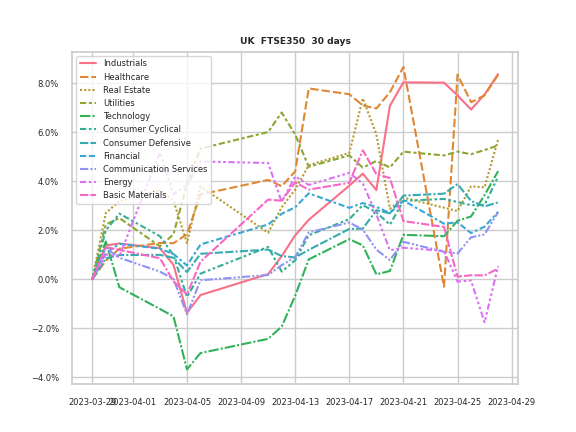 UK FTSE350 30 days
Industrials
Healthcare
Real Estate
Utilities
Technology
Consumer Cyclical
Consumer Defensive
Financial
Communication Services
Energy
Basic Materials
8.0%
6.0%
4.0%
2.0%
0.0%
−2.0%
−4.0%
2023-03-29 2023-04-01 2023-04-05 2023-04-09 2023-04-13 2023-04-17 2023-04-21 2023-04-25 2023-04-29